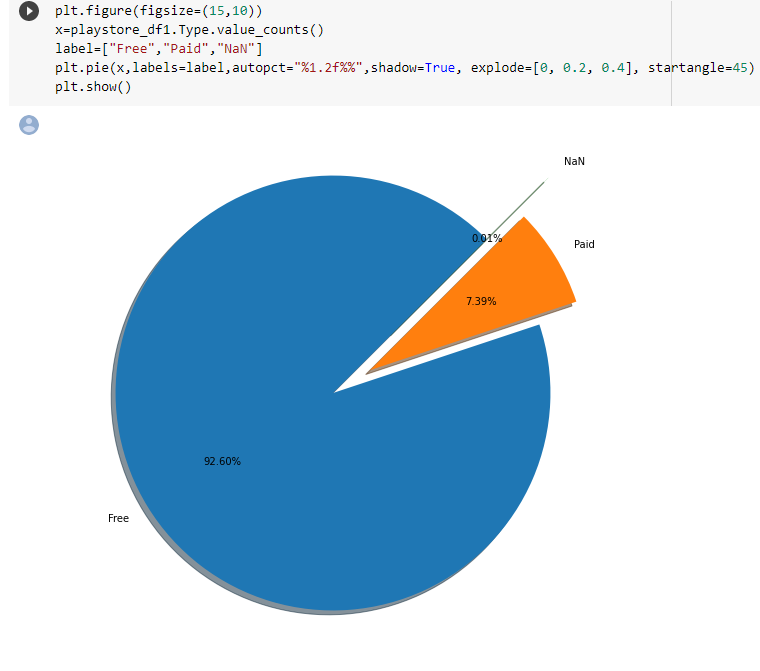 plt.figure(figsize=(15,10))
x=playstore_df1.Type.value_counts()
label=["Free","Paid","NaN"]
plt.pie(x,labels=label,autopct="%1.2f%%",shadow=True, explode=[0, 0.2, 0.4], startangle=45)
plt.show()
NaN
0.01%
Paid
7.39%
92.60%
Free